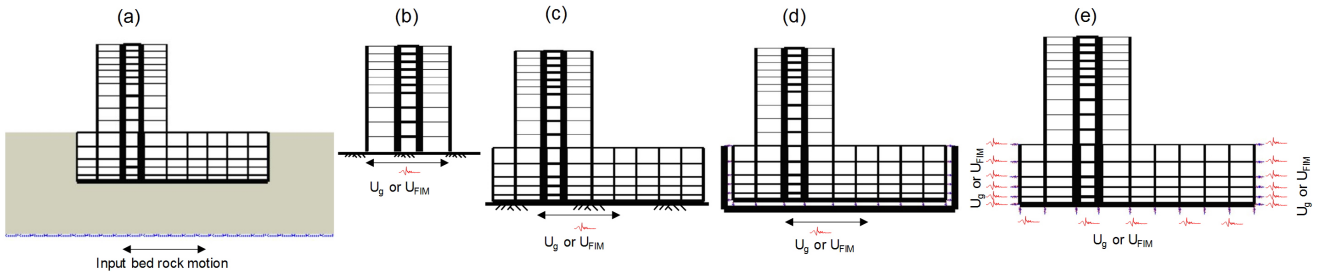 (a)
Input bed rock motion
(b)
Ug or UFIM
(c)
Ug or UFIM
(d)
Ug or UFIM
(e)
Ug or UFIM
Ug or UFIM
Ug or UFIM